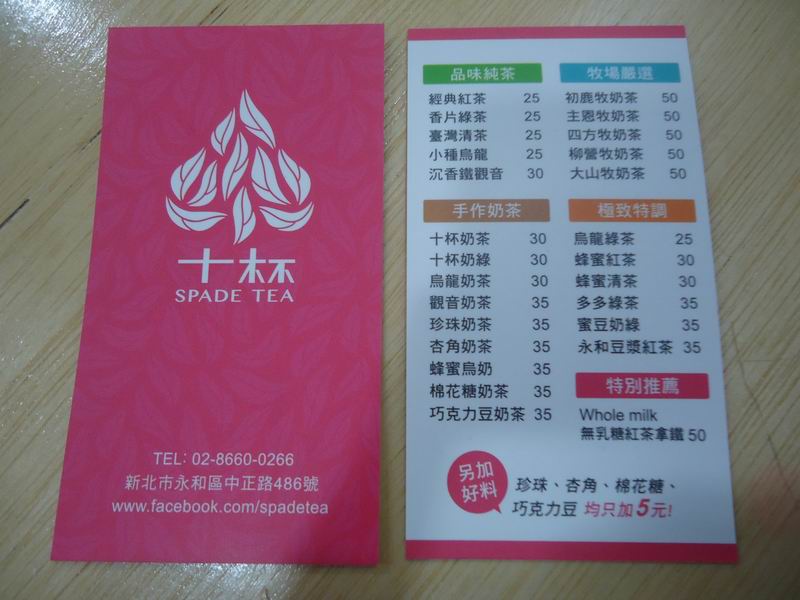 十杯
SPADE TEA
TEL: 02-8660-0266
新北市永和區中正路486號
www.facebook.com/spadetea
品味純茶
經典紅茶 25
香片綠茶 25
臺灣清茶 25
小種烏龍 25
沉香鐵觀音 30
牧場嚴選
初鹿牧奶茶 50
主恩牧奶茶 50
四方牧奶茶 50
柳營牧奶茶 50
大山牧奶茶 50
手作奶茶
十杯奶茶 30
十杯奶綠 30
烏龍奶茶 30
觀音奶茶 35
珍珠奶茶 35
杏角奶茶 35
蜂蜜烏奶 35
棉花糖奶茶 35
巧克力豆奶茶 35
極致特調
烏龍綠茶 25
蜂蜜紅茶 30
蜂蜜清茶 30
多多綠茶 35
蜜豆奶綠 35
永和豆漿紅茶 35
特別推薦
Whole milk
無乳糖紅茶拿鐵 50
另加
好料
珍珠、杏角、棉花糖、
巧克力豆 均只加5元!